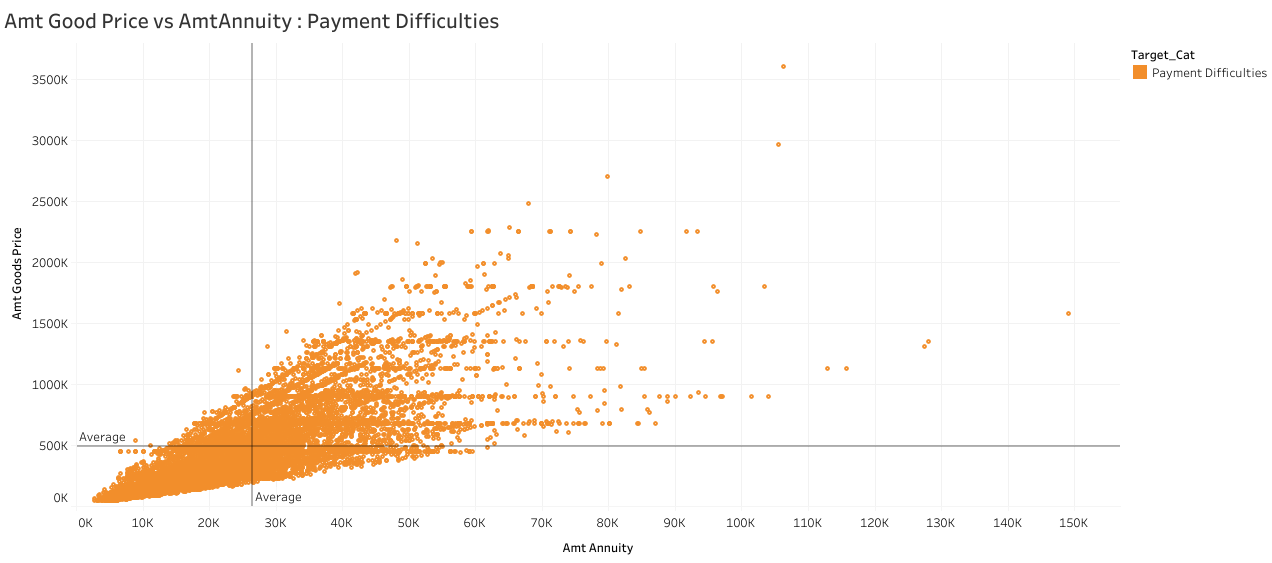 Amt Good Price vs AmtAnnuity : Payment Difficulties
Target_Cat
Payment Difficulties
Amt Goods Price
3500K
3000K
2500K
2000K
1500K
1000K
500K
0K
Average
Average
0K 10K 20K 30K 40K 50K 60K 70K 80K 90K 100K 110K 120K 130K 140K 150K
Amt Annuity